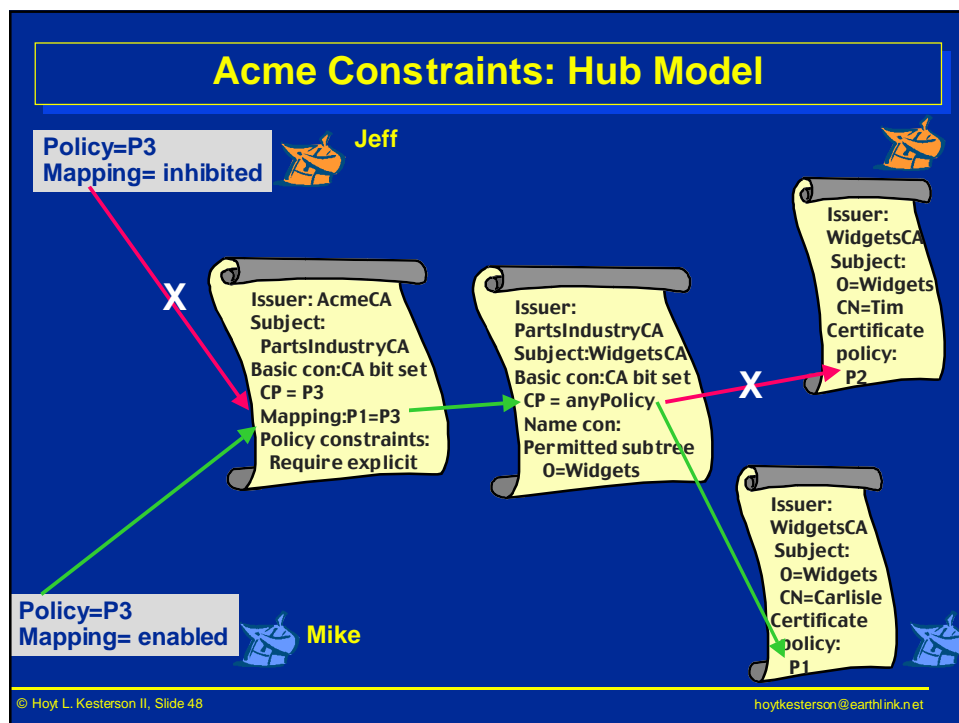 Acme Constraints: Hub Model
Policy=P3
Mapping= inhibited
Jeff
X
Issuer: AcmeCA
Subject:
PartsIndustryCA
Basic con:CA bit set
CP = P3
Mapping:P1=P3
Policy constraints:
Require explicit
Issuer:
PartsIndustryCA
Subject:WidgetsCA
Basic con:CA bit set
CP = anyPolicy
Name con:
Permitted subtree
O=Widgets
X
Issuer:
WidgetsCA
Subject:
O=Widgets
CN=Tim
Certificate
policy:
P2
Issuer:
WidgetsCA
Subject:
O=Widgets
CN=Carlisle
Certificate
policy:
P1
Policy=P3
Mapping= enabled
Mike
© Hoyt L. Kesterson II, Slide 48
hoytkesterson@earthlink.net